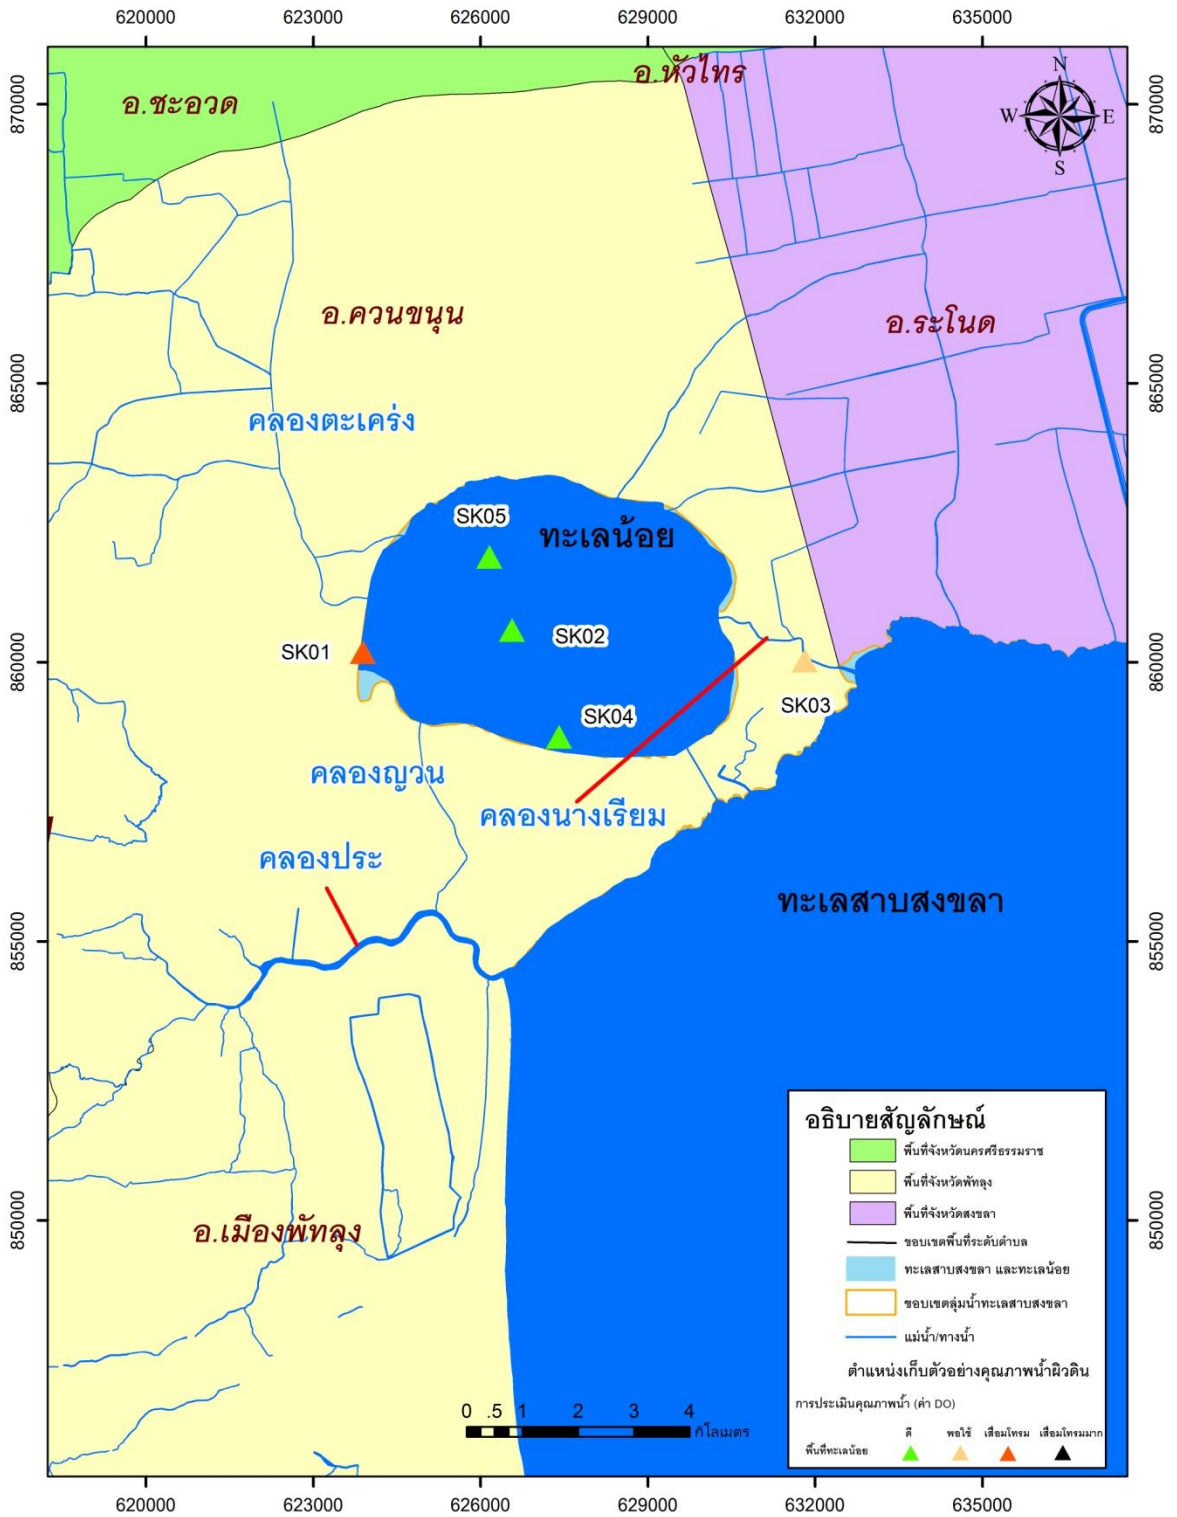 620000 623000 626000 629000 632000 635000
870000 870000
อ.หัวไทร
อ.ชะอวด
N
W E
S
อ.ควนขนุน
อ.ระโนด
865000 865000
คลองตะเคร่ง
SK05
ทะเลน้อย
SK02
SK01
860000 860000
SK03
SK04
คลองญวน
คลองนางเรียม
คลองประ
ทะเลสาบสงขลา
855000 855000
อ.เมืองพัทลุง
850000 850000
อธิบายสัญลักษณ์
พื้นที่จังหวัดนครศรีธรรมราช
พื้นที่จังหวัดพัทลุง
พื้นที่จังหวัดสงขลา
ขอบเขตพื้นที่ระดับตำบล
ทะเลสาบสงขลา และทะเลน้อย
ขอบเขตลุ่มน้ำทะเลสาบสงขลา
แม่น้ำ/ทางน้ำ
ตำแหน่งเก็บตัวอย่างคุณภาพน้ำผิวดิน
การประเมินคุณภาพน้ำ (ค่า DO)
ดี พอใช้ เสื่อมโทรม เสื่อมโทรมมาก
พื้นที่ทะเลน้อย
0 .5 1 2 3 4
กิโลเมตร
620000 623000 626000 629000 632000 635000